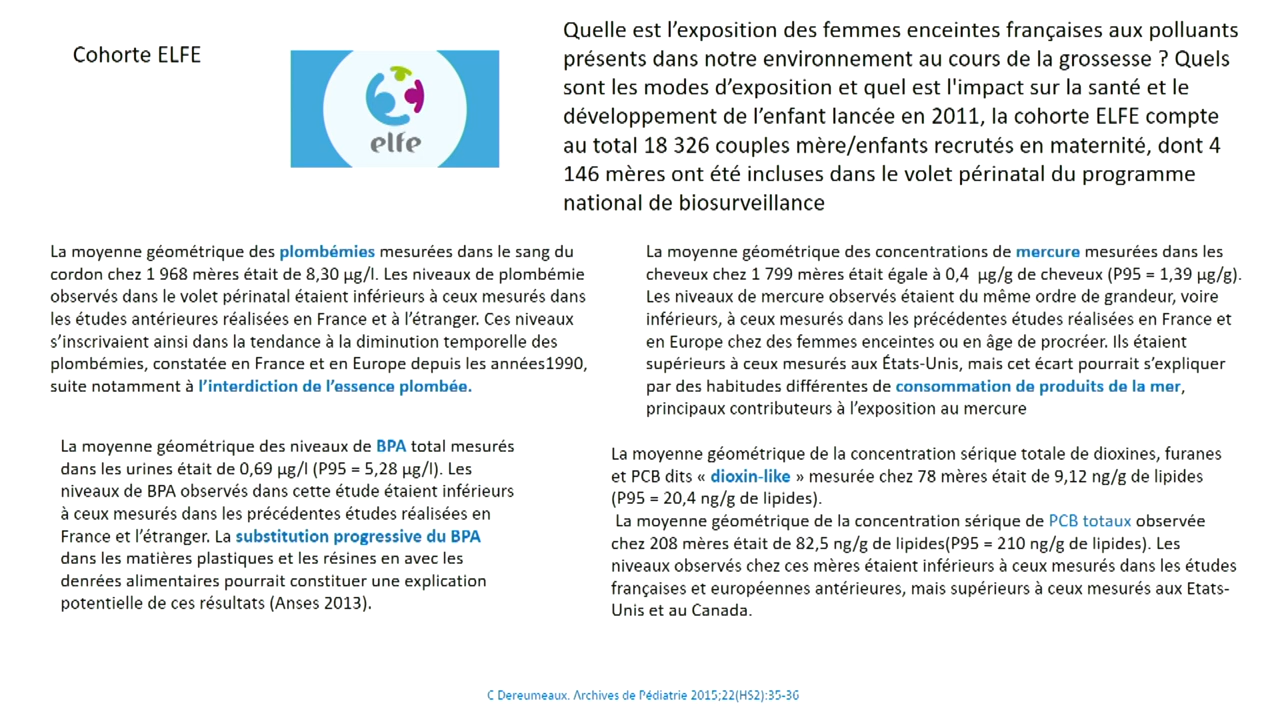 Cohorte ELFE
elfe
Quelle est l’exposition des femmes enceintes françaises aux polluants
présents dans notre environnement au cours de la grossesse ? Quels
sont les modes d’exposition et quel est l'impact sur la santé et le
développement de l’enfant lancée en 2011, la cohorte ELFE compte
au total 18 326 couples mère/enfants recrutés en maternité, dont 4
146 mères ont été incluses dans le volet périnatal du programme
national de biosurveillance
La moyenne géométrique des plombémies mesurées dans le sang du
cordon chez 1 968 mères était de 8,30 µg/l. Les niveaux de plombémie
observés dans le volet périnatal étaient inférieurs à ceux mesurés dans
les études antérieures réalisées en France et à l’étranger. Ces niveaux
s’inscrivaient ainsi dans la tendance à la diminution temporelle des
plombémies, constatée en France et en Europe depuis les années1990,
suite notamment à l’interdiction de l’essence plombée.
La moyenne géométrique des concentrations de mercure mesurées dans les
cheveux chez 1 799 mères était égale à 0,4 µg/g de cheveux (P95 = 1,39 µg/g).
Les niveaux de mercure observés étaient du même ordre de grandeur, voire
inférieurs, à ceux mesurés dans les précédentes études réalisées en France et
en Europe chez des femmes enceintes ou en âge de procréer. Ils étaient
supérieurs à ceux mesurés aux États-Unis, mais cet écart pourrait s’expliquer
par des habitudes différentes de consommation de produits de la mer,
principaux contributeurs à l’exposition au mercure
La moyenne géométrique des niveaux de BPA total mesurés
dans les urines était de 0,69 µg/l (P95 = 5,28 µg/l). Les
niveaux de BPA observés dans cette étude étaient inférieurs
à ceux mesurés dans les précédentes études réalisées en
France et l’étranger. La substitution progressive du BPA
dans les matières plastiques et les résines en avec les
denrées alimentaires pourrait constituer une explication
potentielle de ces résultats (Anses 2013).
La moyenne géométrique de la concentration sérique totale de dioxines, furanes
et PCB dits « dioxin-like » mesurée chez 78 mères était de 9,12 ng/g de lipides
(P95 = 20,4 ng/g de lipides).
La moyenne géométrique de la concentration sérique de PCB totaux observée
chez 208 mères était de 82,5 ng/g de lipides(P95 = 210 ng/g de lipides). Les
niveaux observés chez ces mères étaient inférieurs à ceux mesurés dans les études
françaises et européennes antérieures, mais supérieurs à ceux mesurés aux Etats-
Unis et au Canada.
C Dereumeaux. Archives de Pédiatrie 2015;22(HS2):35-36